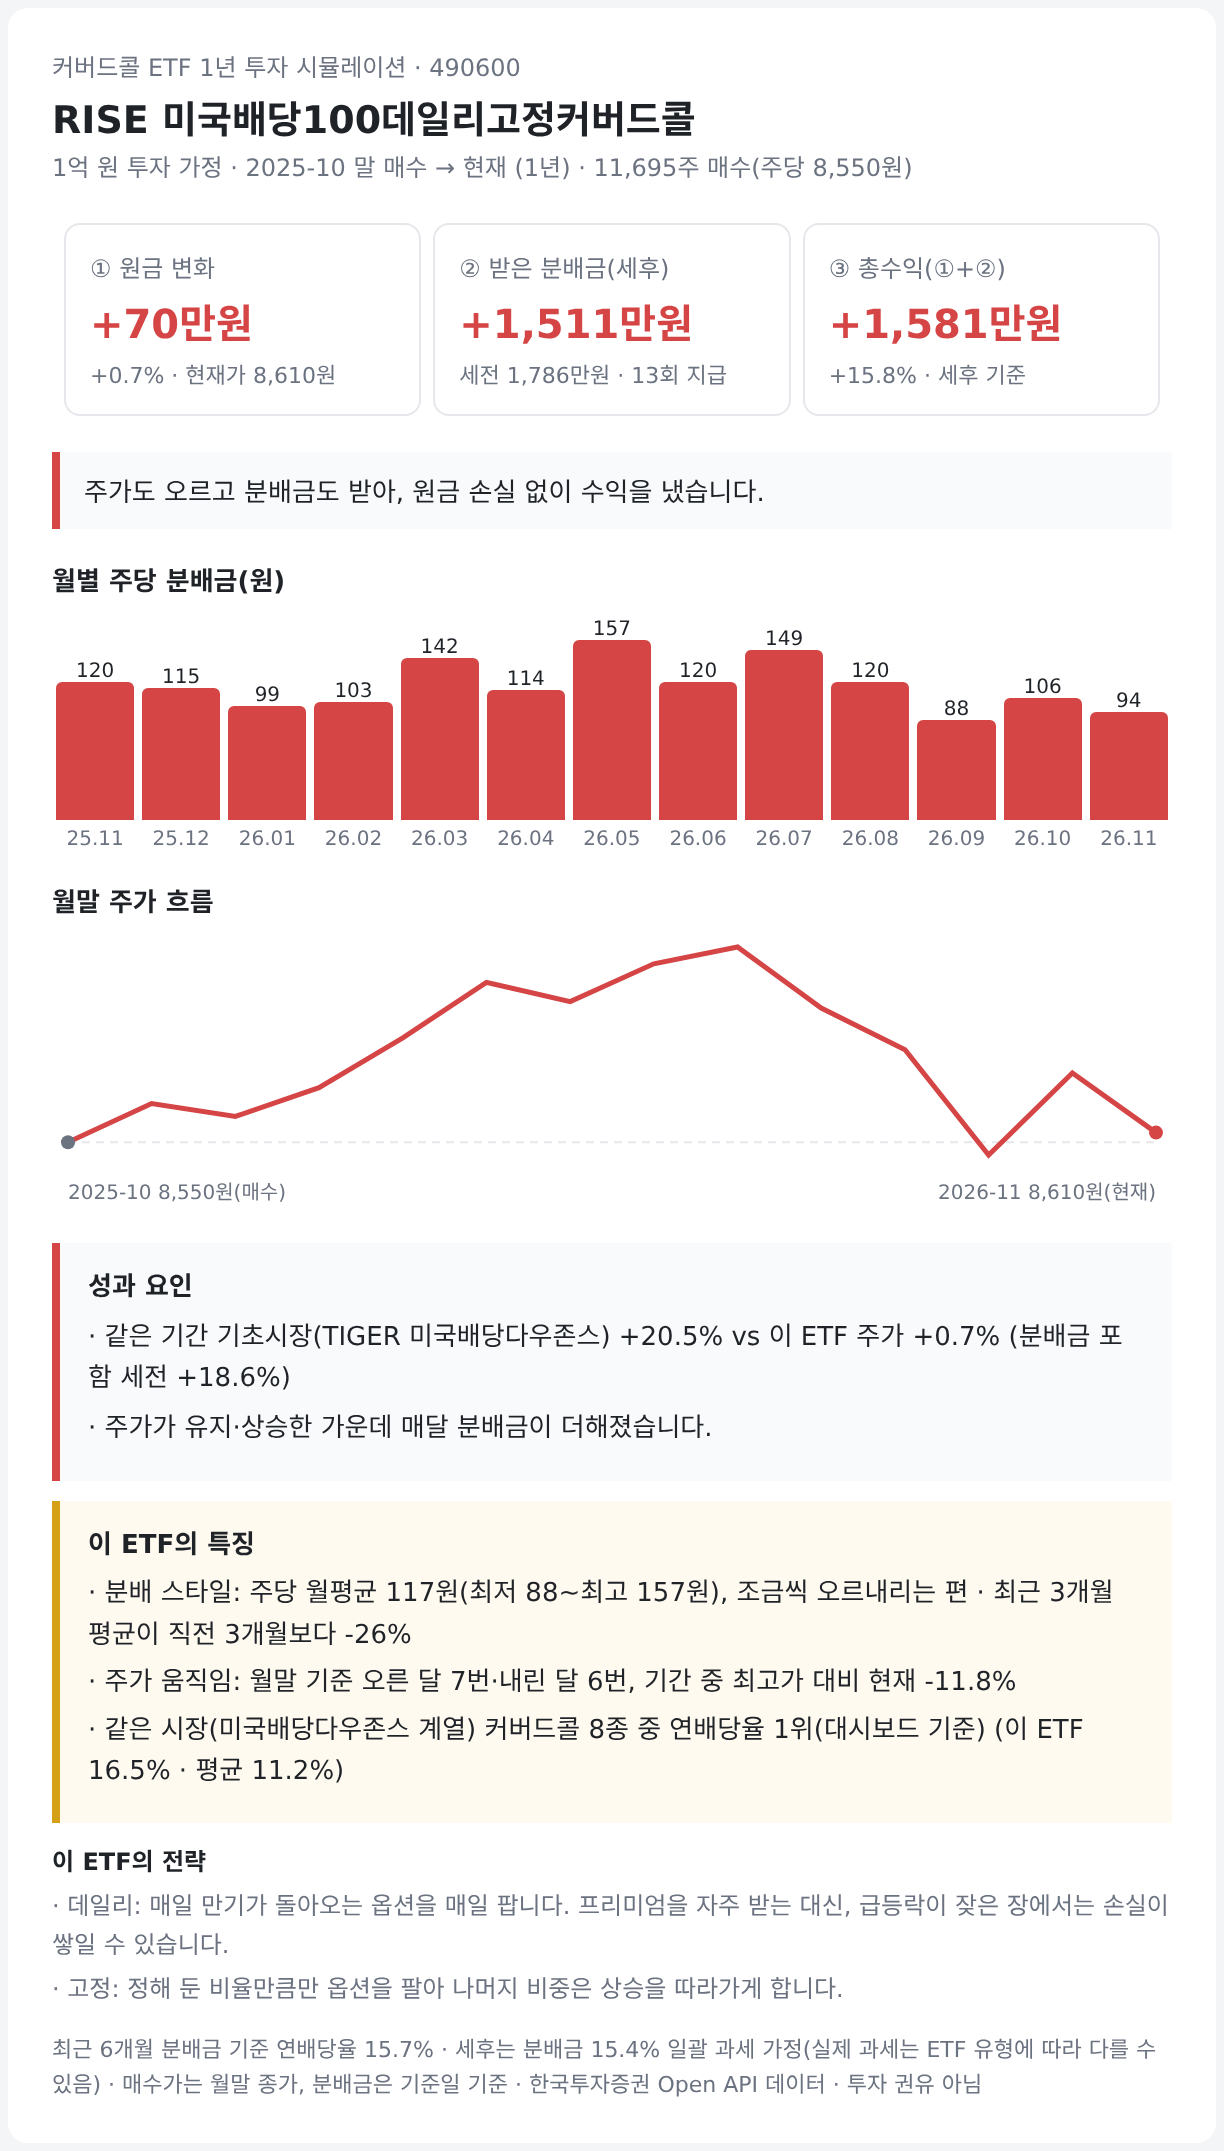 커버드콜 ETF 1년 투자 시뮬레이션 · 490600
RISE 미국배당100데일리고정커버드콜
1억 원 투자 가정 · 2025-10 말 매수 → 현재 (1년) · 11,695주 매수(주당 8,550원)
① 원금 변화
+70만원
+0.7% · 현재가 8,610원
② 받은 분배금(세후)
+1,511만원
세전 1,786만원 · 13회 지급
③ 총수익(①+②)
+1,581만원
+15.8% · 세후 기준
주가도 오르고 분배금도 받아, 원금 손실 없이 수익을 냈습니다.
월별 주당 분배금(원)
120 115 99 103 142 114 157 120 149 120 88 106 94
25.11 25.12 26.01 26.02 26.03 26.04 26.05 26.06 26.07 26.08 26.09 26.10 26.11
월말 주가 흐름
2025-10 8,550원(매수) 2026-11 8,610원(현재)
성과 요인
· 같은 기간 기초시장(TIGER 미국배당다우존스) +20.5% vs 이 ETF 주가 +0.7% (분배금 포
함 세전 +18.6%)
· 주가가 유지·상승한 가운데 매달 분배금이 더해졌습니다.
이 ETF의 특징
· 분배 스타일: 주당 월평균 117원(최저 88~최고 157원), 조금씩 오르내리는 편 · 최근 3개월
평균이 직전 3개월보다 -26%
· 주가 움직임: 월말 기준 오른 달 7번·내린 달 6번, 기간 중 최고가 대비 현재 -11.8%
· 같은 시장(미국배당다우존스 계열) 커버드콜 8종 중 연배당율 1위(대시보드 기준) (이 ETF
16.5% · 평균 11.2%)
이 ETF의 전략
· 데일리: 매일 만기가 돌아오는 옵션을 매일 팝니다. 프리미엄을 자주 받는 대신, 급등락이 잦은 장에서는 손실이
쌓일 수 있습니다.
· 고정: 정해 둔 비율만큼만 옵션을 팔아 나머지 비중은 상승을 따라가게 합니다.
최근 6개월 분배금 기준 연배당율 15.7% · 세후는 분배금 15.4% 일괄 과세 가정(실제 과세는 ETF 유형에 따라 다를 수
있음) · 매수가는 월말 종가, 분배금은 기준일 기준 · 한국투자증권 Open API 데이터 · 투자 권유 아님